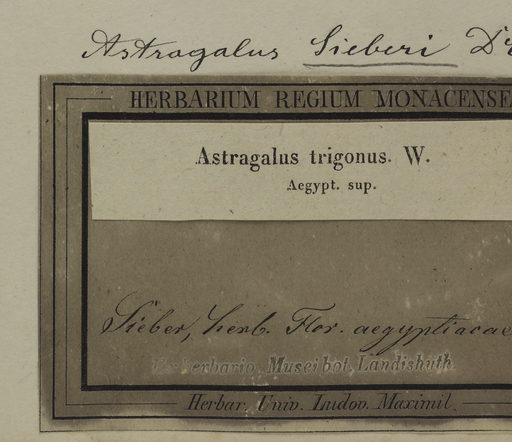 Astragalus Sieberi
HERBARIUM REGIUM MONACENSE
Astragalus trigonus. W.
Aegypt. sup.
Sieber, herb. Flor. aegyptiacae
herbario Musei bot. Landishuth.
Herbar. Univ. Ludov. Maximil.